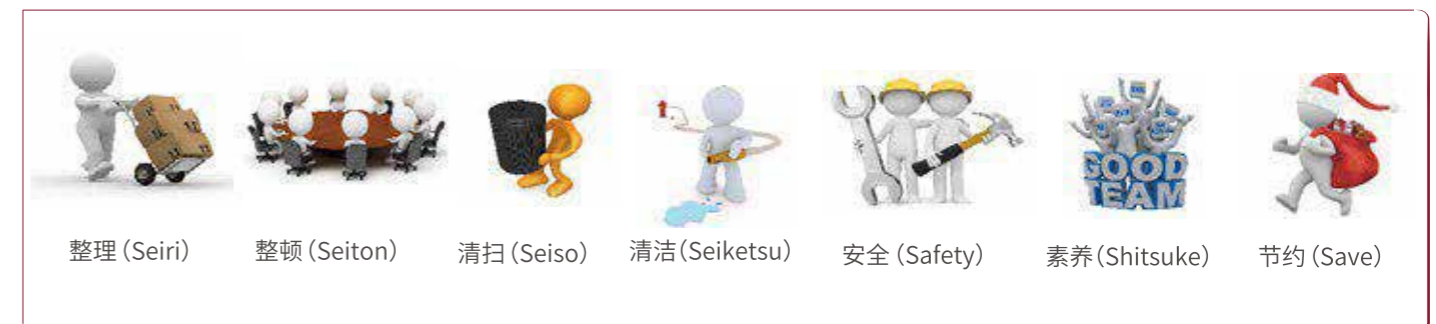 GOOD
TEAM
整理（Seiri）
整顿（Seiton）
清扫（Seiso）
清洁（Seiketsu）
安全（Safety）
素养（Shitsuke）
节约（Save）